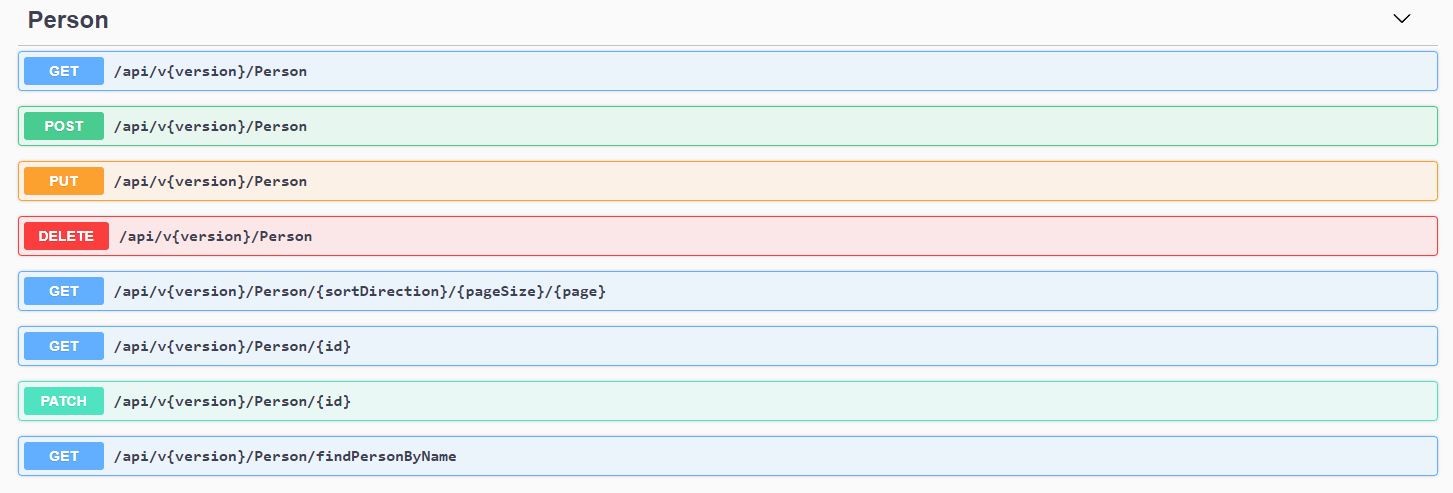 Person
GET /api/v{version}/Person
POST /api/v{version}/Person
PUT /api/v{version}/Person
DELETE /api/v{version}/Person
GET /api/v{version}/Person/{sortDirection}/{pageSize}/{page}
GET /api/v{version}/Person/{id}
PATCH /api/v{version}/Person/{id}
GET /api/v{version}/Person/findPersonByName